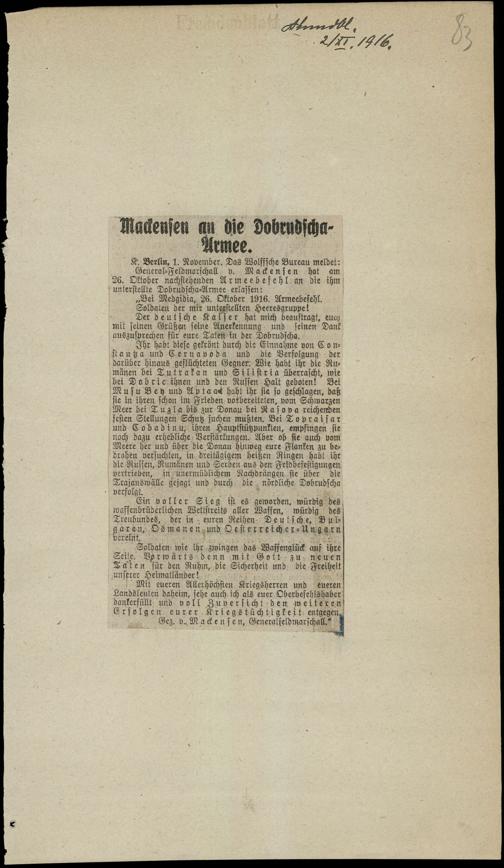 Fremdenblatt
Abendbl.
2/XI. 1916.
83
Mackensen an die Dobrudscha-
Armee.
K. Berlin, 1. November. Das Wolffsche Bureau meldet:
General-Feldmarschall v. Mackensen hat am
26. Oktober nachstehenden Armeebefehl an die ihm
unterstellte Dobrudscha-Armee erlassen:
„Bei Medgidia, 26. Oktober 1916. Armeebefehl.
Soldaten der mir unterstellten Heeresgruppe!
Der deutsche Kaiser hat mich beauftragt, euch
mit seinen Grüßen seine Anerkennung und seinen Dank
auszusprechen für eure Taten in der Dobrudscha.
Ihr habt diese gekrönt durch die Einnahme von Con-
stantza und Cernavoda und die Verfolgung der
darüber hinaus geflüchteten Gegner. Wie habt ihr die Ru-
mänen bei Tutrakan und Silistria überrascht, wie
bei Dobric ihnen und den Russen Halt geboten! Bei
Musu Bey und Aptaat habt ihr sie so geschlagen, daß
sie in ihren schon im Frieden vorbereiteten, vom Schwarzen
Meer bei Tuzla bis zur Donau bei Rasova reichenden
festen Stellungen Schutz suchen mußten. Bei Topraisar
und Cobadinu, ihren Hauptstützpunkten, empfingen sie
noch dazu erhebliche Verstärkungen. Aber ob sie auch vom
Meere her und über die Donau hinweg eure Flanken zu be-
drohen versuchten, in dreitägigem heißen Ringen habt ihr
die Russen, Rumänen und Serben aus den Feldbefestigungen
vertrieben, in unermüdlichem Nachdrängen sie über die
Trajanswälle gejagt und durch die nördliche Dobrudscha
verfolgt.
Ein voller Sieg ist es geworden, würdig des
waffenbrüderlichen Wettstreits aller Waffen, würdig des
Treubundes, der in euren Reihen Deutsche, Bul-
garen, Osmanen und Oesterreicher-Ungarn
vereint.
Soldaten wie ihr zwingen das Waffenglück auf ihre
Seite. Vorwärts denn mit Gott zu neuen
Taten für den Ruhm, die Sicherheit und die Freiheit
unserer Heimatländer!
Mit eueren Allerhöchsten Kriegsherren und eueren
Landsleuten daheim, sehe auch ich als euer Oberbefehlshaber
dankerfüllt und voll Zuversicht den weiteren
Erfolgen eurer Kriegstüchtigkeit entgegen.
Gez. v. Mackensen, Generalfeldmarschall."